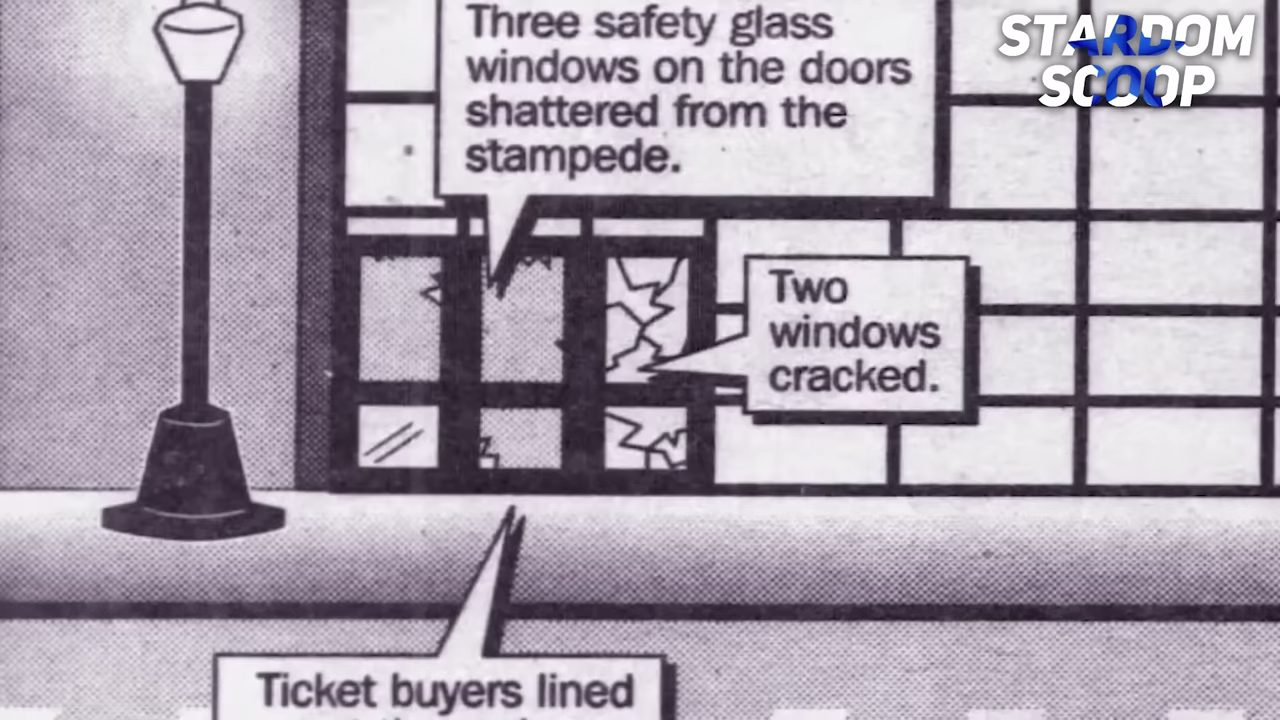 Three safety glass
windows on the doors
shattered from the
stampede.
STARDOM
SCOOP
Two
windows
cracked.
Ticket buyers lined